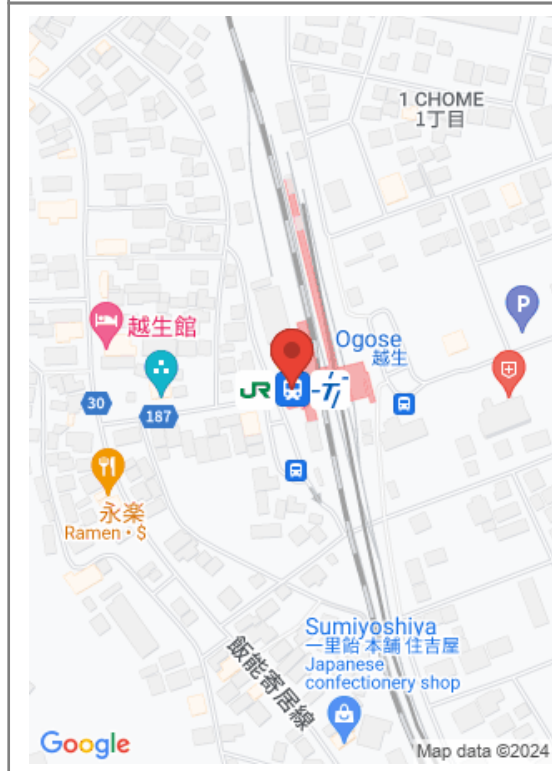 1 CHOME
1丁目
越生館
Ogose
越生
P
JR
30
187
永楽
Ramen • $
Sumiyoshiya
一里飴 本舗 住吉屋
Japanese
confectionery shop
飯能寄居線
Google
Map data ©2024